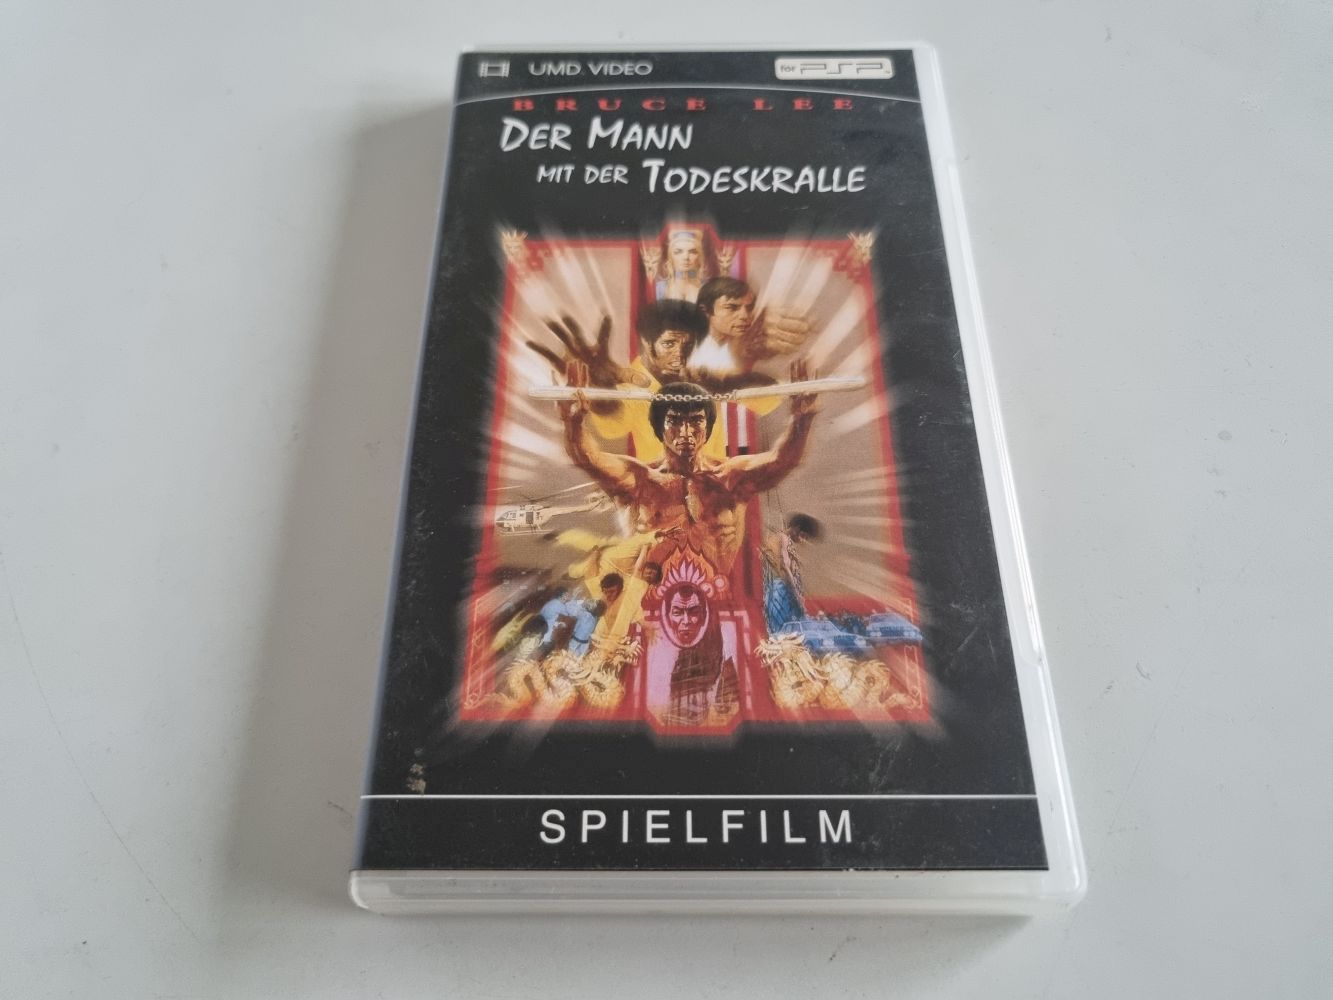 UMD VIDEO
for PSP
BRUCE LEE
DER MANN
MIT DER TODESKRALLE
SPIELFILM